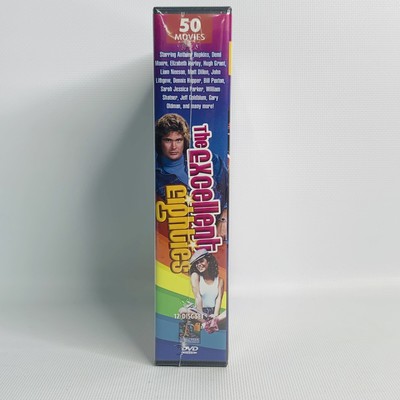 50
MOVIES
Starring Anthony Hopkins, Demi
Moore, Elizabeth Hurley, Hugh Grant,
Liam Neeson, Matt Dillon, John
Lithgow, Dennis Hopper, Bill Paxton,
Sarah Jessica Parker, William
Shatner, Jeff Goldblum, Gary
Oldman, and many more!
the excellent
eighties
12 DISC SET
DVD